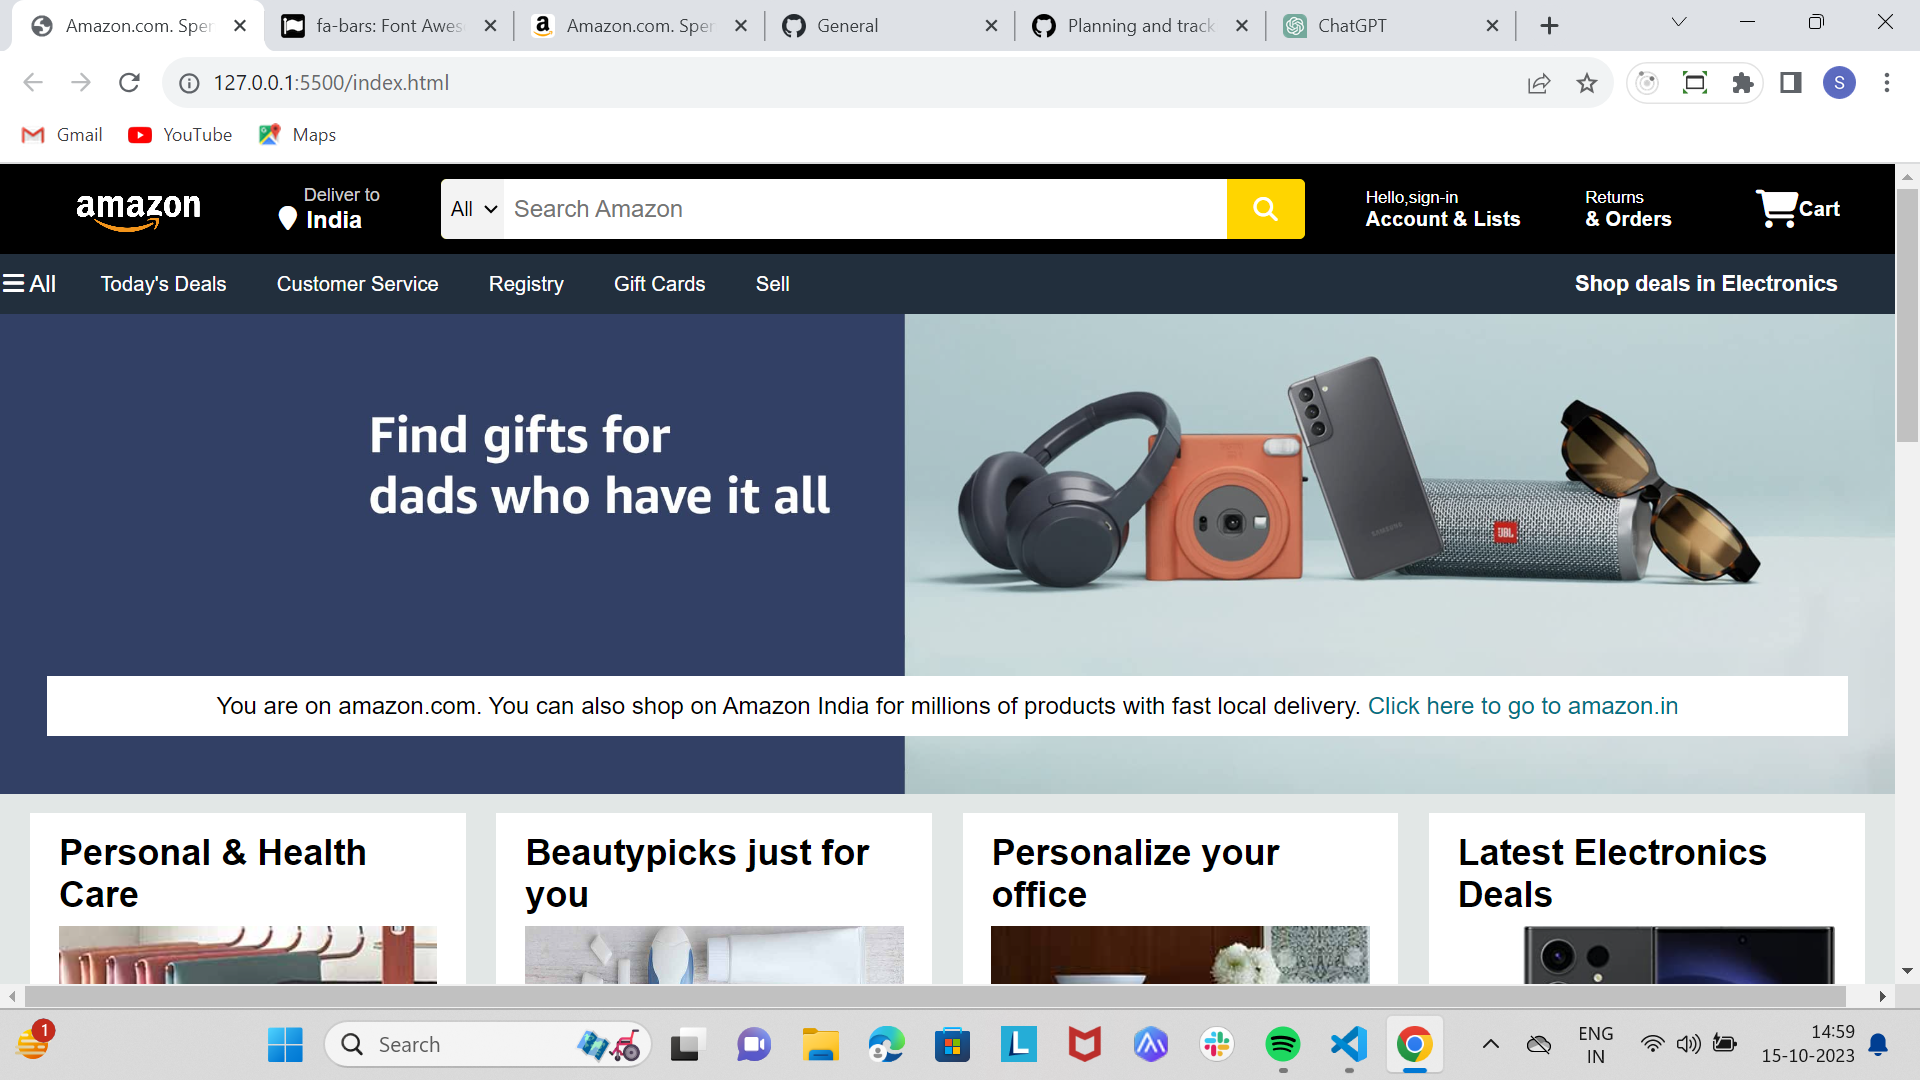 Amazon.com. Spen
fa-bars: Font Awes
Amazon.com. Spen
General
Planning and track
ChatGPT
127.0.0.1:5500/index.html
S
Gmail
YouTube
Maps
amazon
Deliver to
India
All
Search Amazon
Hello,sign-in
Account & Lists
Returns
& Orders
Cart
All
Today's Deals
Customer Service
Registry
Gift Cards
Sell
Shop deals in Electronics
Find gifts for
dads who have it all
SAMSUNG
JBL
You are on amazon.com. You can also shop on Amazon India for millions of products with fast local delivery. Click here to go to amazon.in
Personal & Health
Care
Beautypicks just for
you
Personalize your
office
Latest Electronics
Deals
1
Search
L
ENG
IN
14:59
15-10-2023